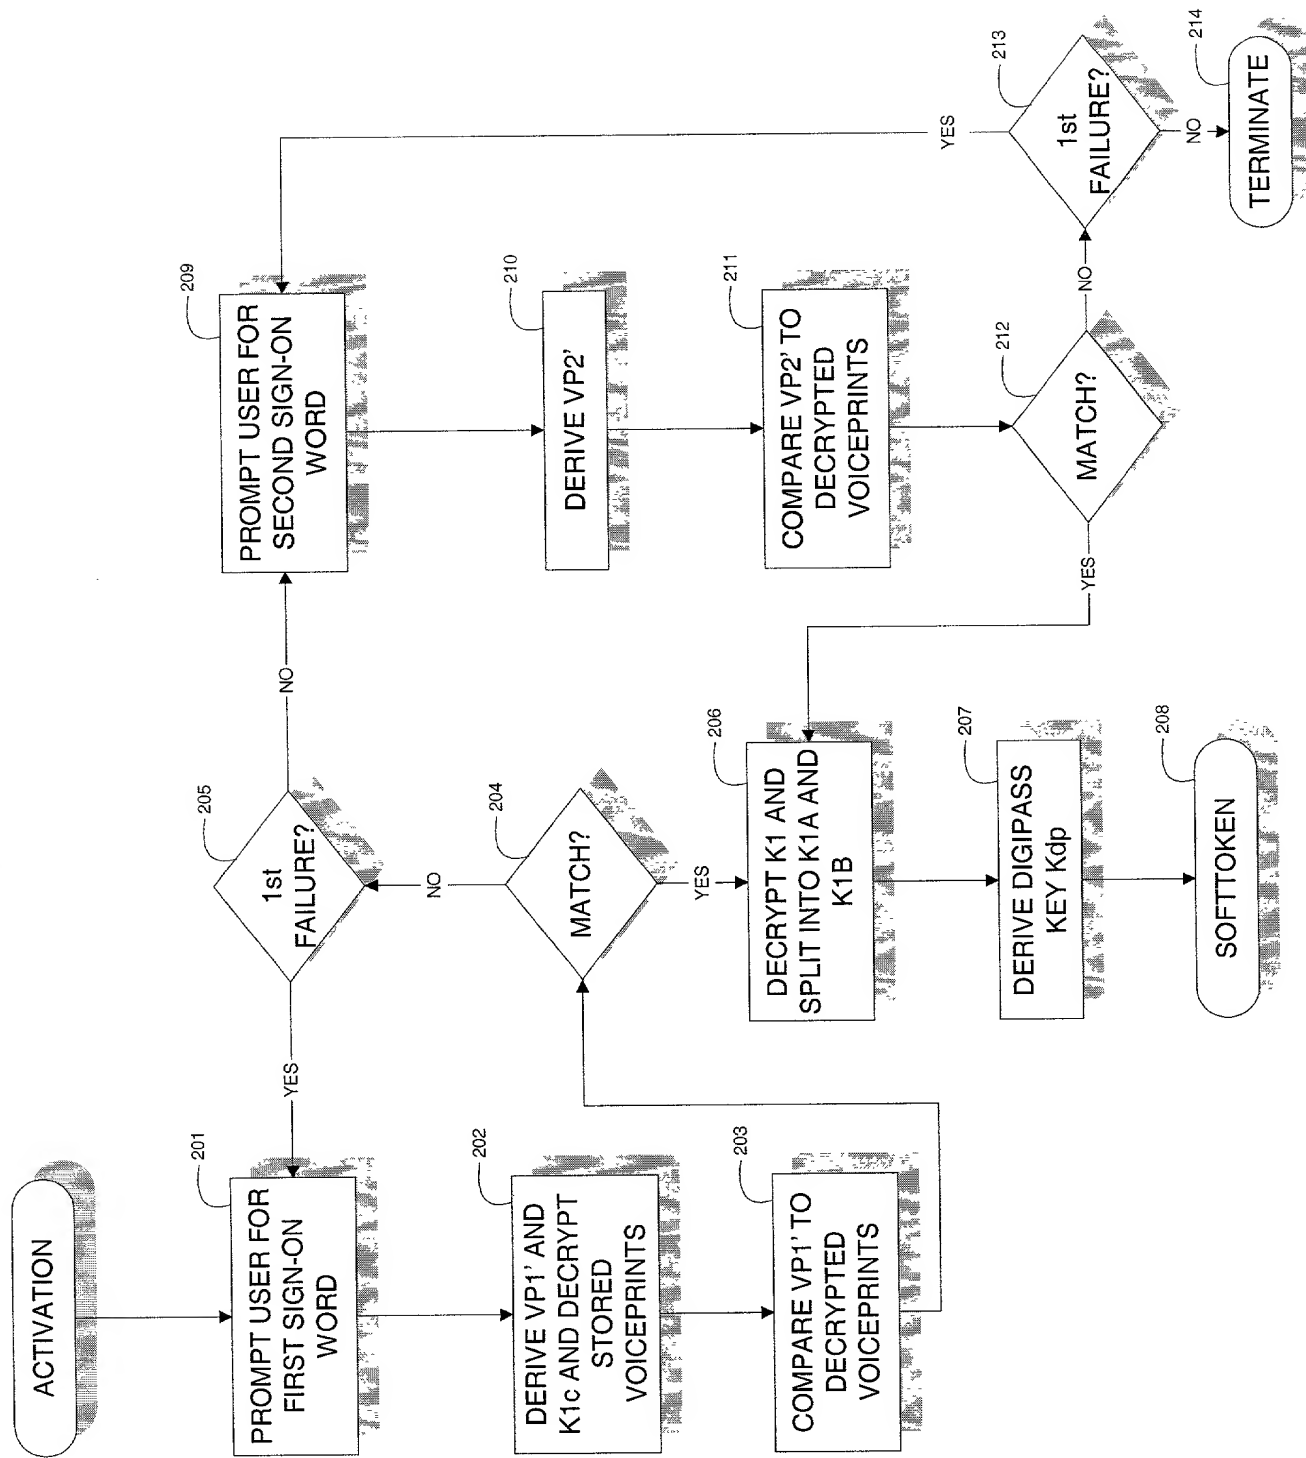 ACTIVATION
201
PROMPT USER FOR
FIRST SIGN-ON
WORD
202
DERIVE VP1' AND
K1c AND DECRYPT
STORED
VOICEPRINTS
203
COMPARE VP1' TO
DECRYPTED
VOICEPRINTS
204
MATCH?
NO
YES
205
1st
FAILURE?
YES
NO
206
DECRYPT K1 AND
SPLIT INTO K1A AND
K1B
207
DERIVE DIGIPASS
KEY Kdp
208
SOFTTOKEN
209
PROMPT USER FOR
SECOND SIGN-ON
WORD
210
DERIVE VP2'
211
COMPARE VP2' TO
DECRYPTED
VOICEPRINTS
212
MATCH?
YES
NO
213
1st
FAILURE?
YES
NO
214
TERMINATE